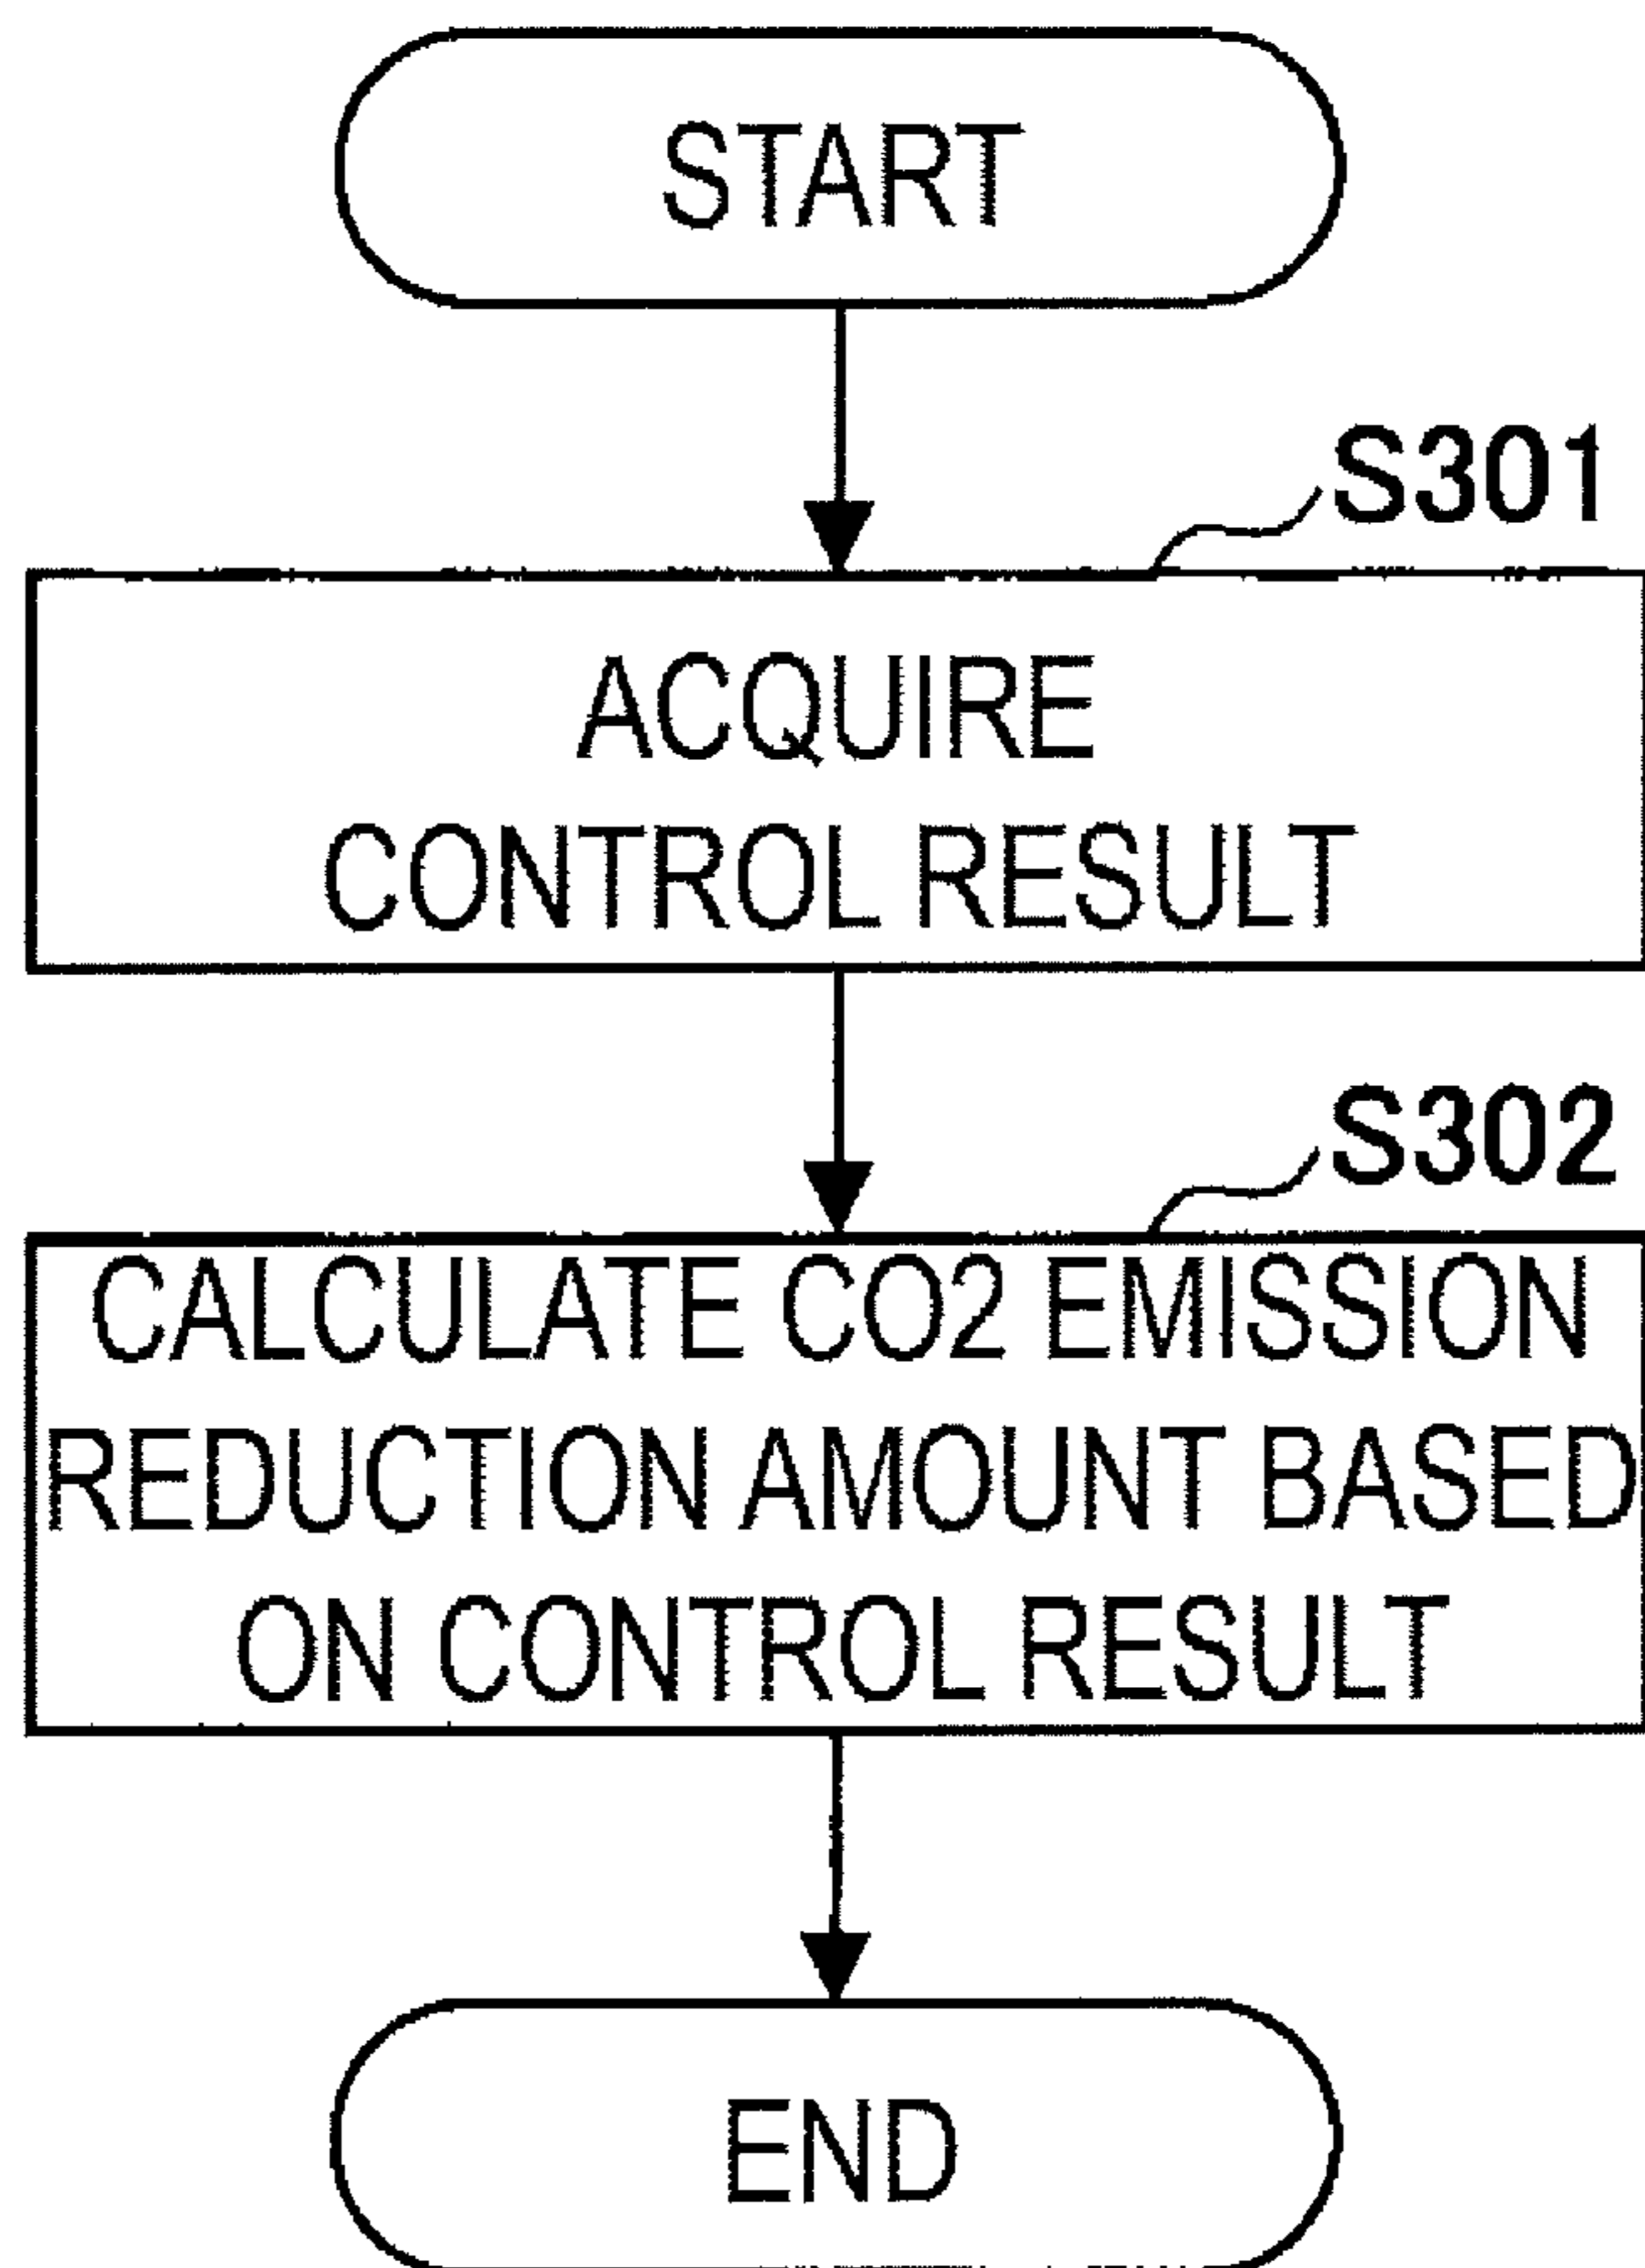 START
S301
ACQUIRE
CONTROL RESULT
S302
CALCULATE CO2 EMISSION
REDUCTION AMOUNT BASED
ON CONTROL RESULT
END